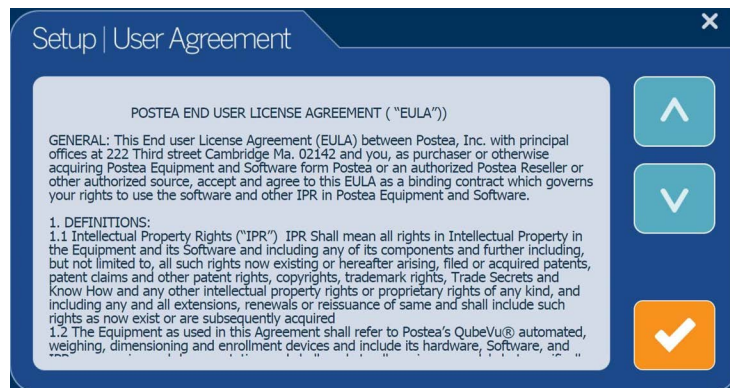 Setup | User Agreement
POSTEA END USER LICENSE AGREEMENT ( “EULA”))
GENERAL: This End user License Agreement (EULA) between Postea, Inc. with principal
offices at 222 Third street Cambridge Ma. 02142 and you, as purchaser or otherwise
acquiring Postea Equipment and Software form Postea or an authorized Postea Reseller or
other authorized source, accept and agree to this EULA as a binding contract which governs
your rights to use the software and other IPR in Postea Equipment and Software.
1. DEFINITIONS:
1.1 Intellectual Property Rights (“IPR”)  IPR Shall mean all rights in Intellectual Property in
the Equipment and its Software and including any of its components and further including,
but not limited to, all such rights now existing or hereafter arising, filed or acquired patents,
patent claims and other patent rights, copyrights, trademark rights, Trade Secrets and
Know How and any other intellectual property rights or proprietary rights of any kind, and
including any and all extensions, renewals or reissuance of same and shall include such
rights as now exist or are subsequently acquired
1.2 The Equipment as used in this Agreement shall refer to Postea’s QubeVu® automated,
weighing, dimensioning and enrollment devices and include its hardware, Software, and